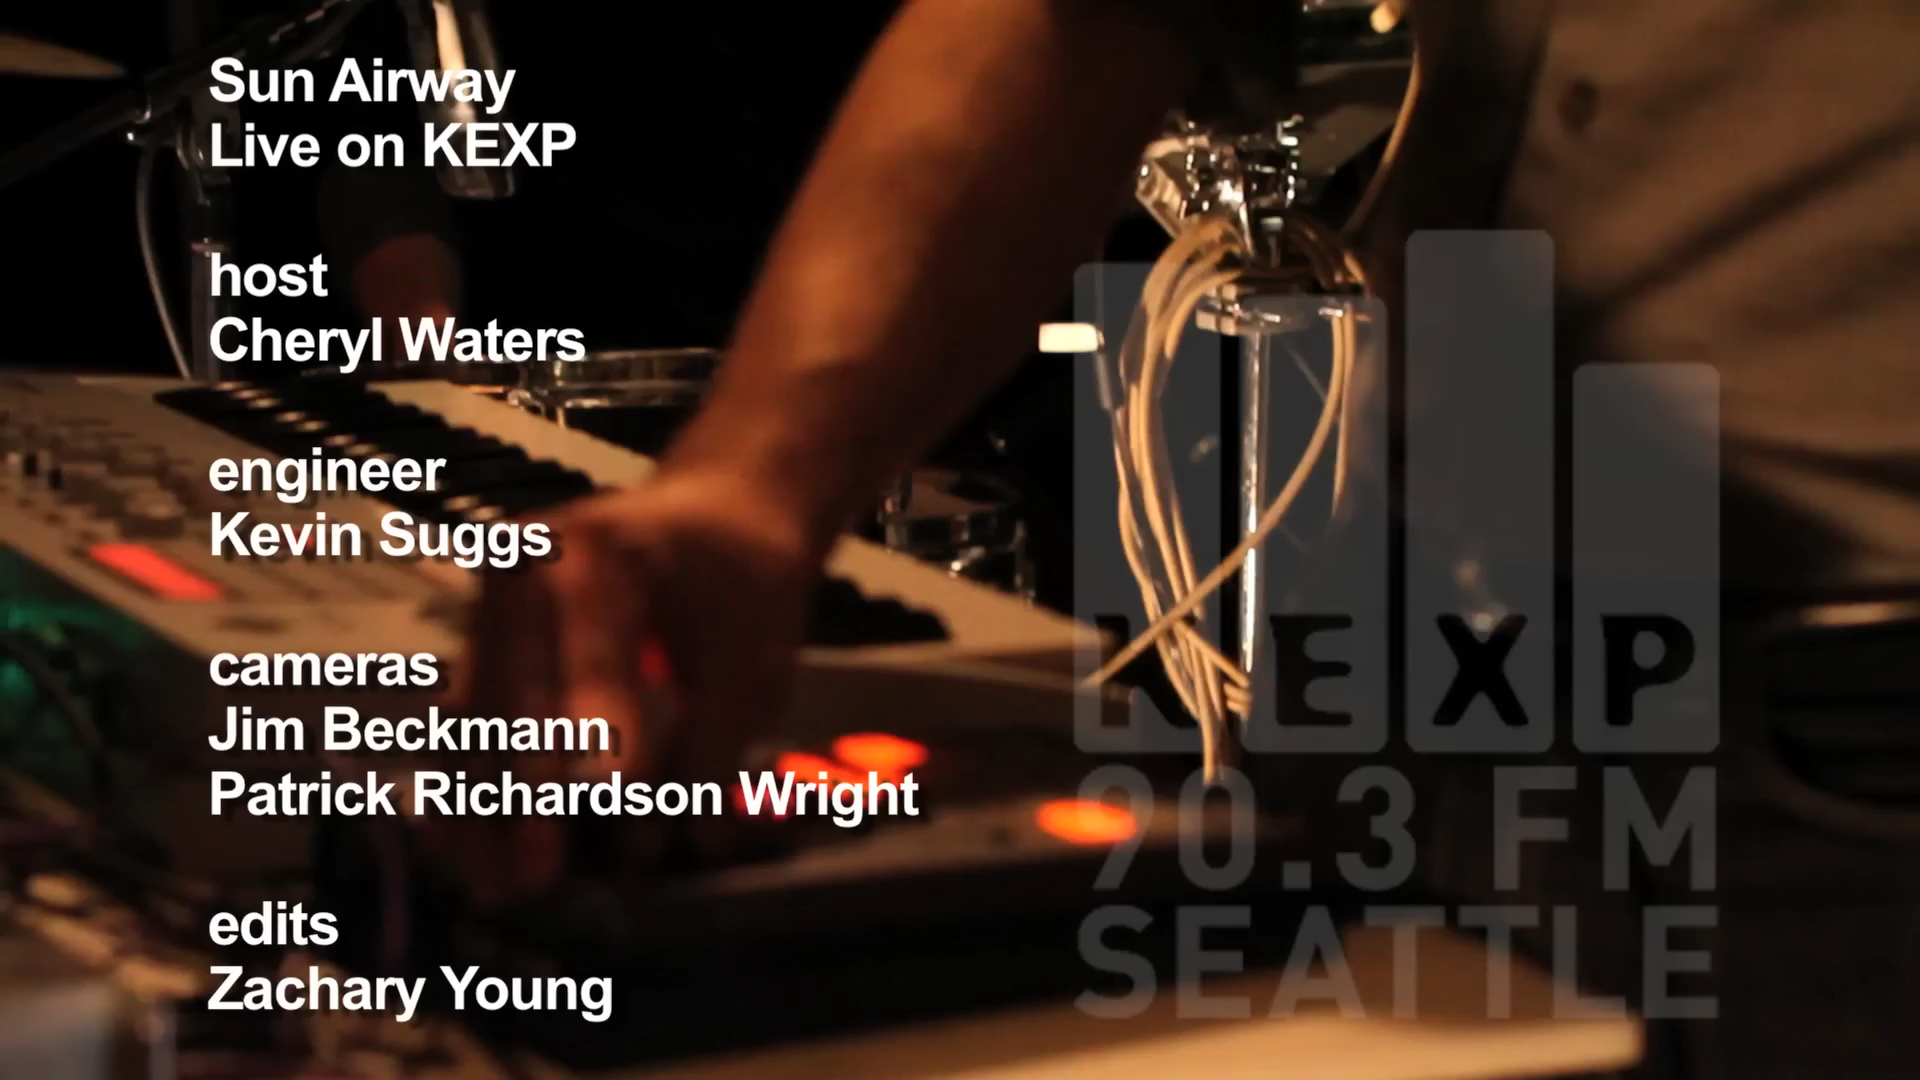 Sun Airway
Live on KEXP
host
Cheryl Waters
engineer
Kevin Suggs
cameras
Jim Beckmann
Patrick Richardson Wright
edits
Zachary Young
KEXP
90.3 FM
SEATTLE